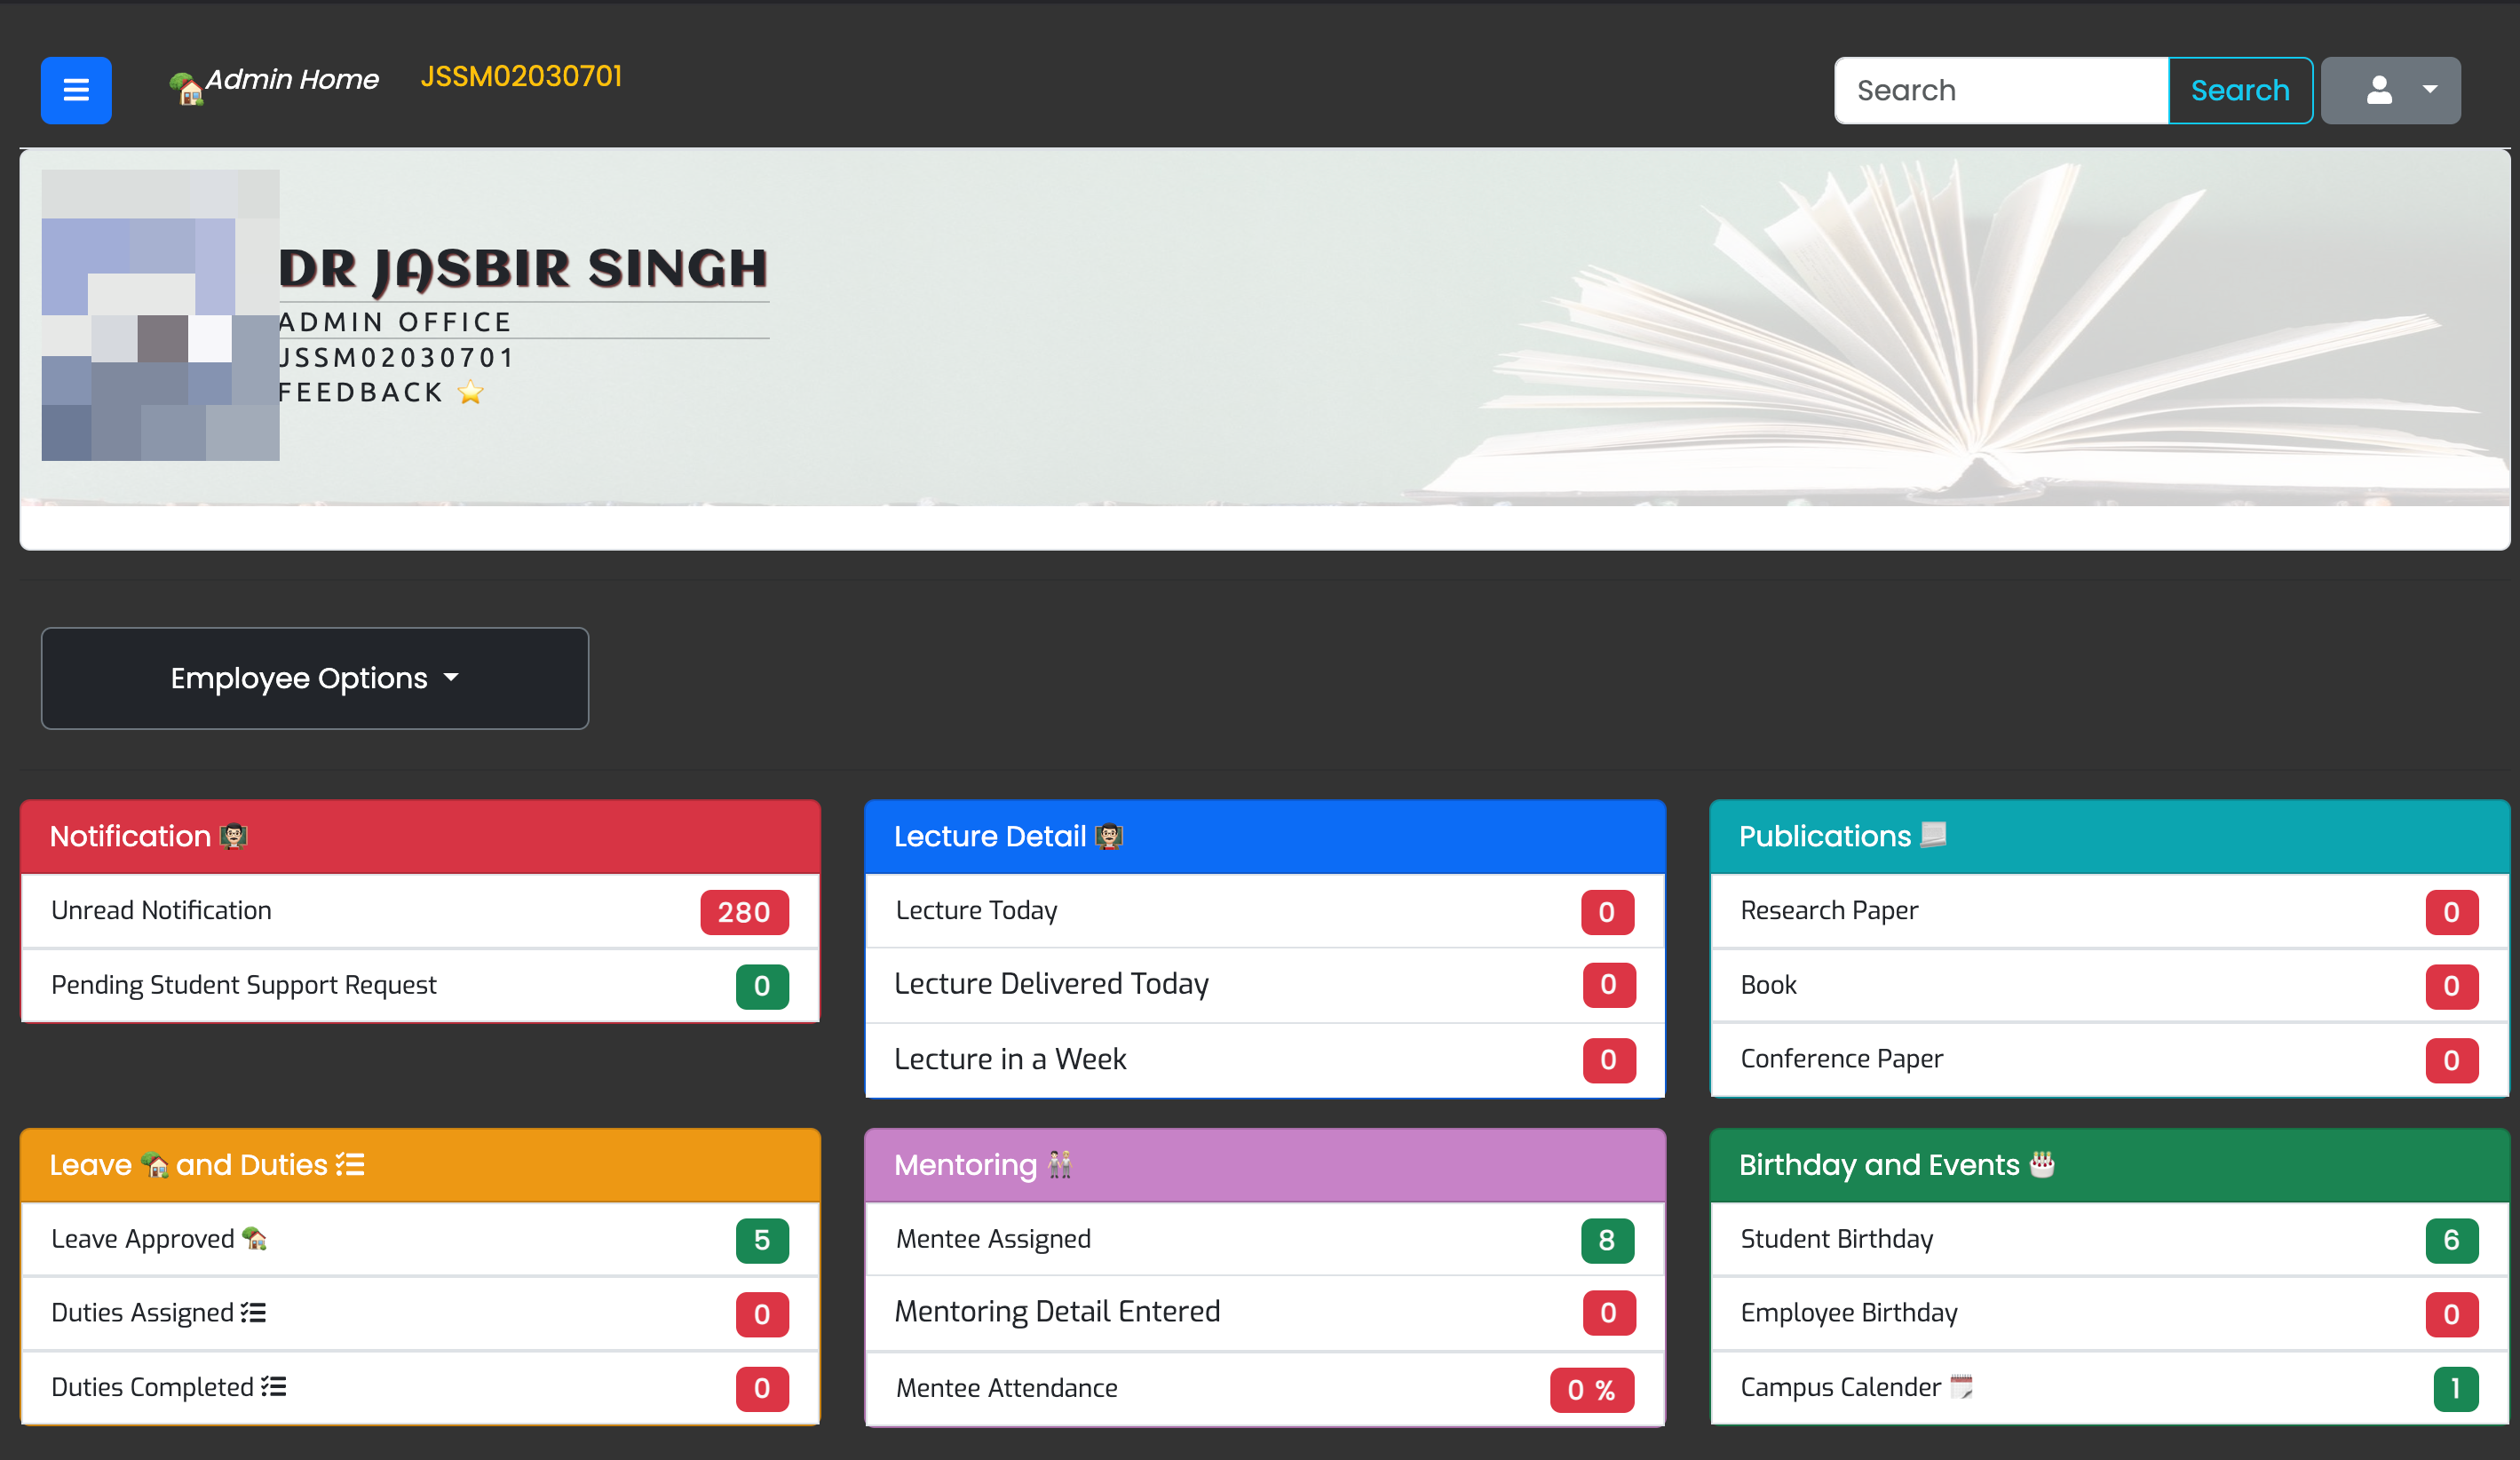 Admin Home JSSM02030701 Search Search
DR JASBIR SINGH
ADMIN OFFICE
JSSM02030701
FEEDBACK
Employee Options
Notification
Unread Notification 280
Pending Student Support Request 0
Lecture Detail
Lecture Today 0
Lecture Delivered Today 0
Lecture in a Week 0
Publications
Research Paper 0
Book 0
Conference Paper 0
Leave and Duties
Leave Approved 5
Duties Assigned 0
Duties Completed 0
Mentoring
Mentee Assigned 8
Mentoring Detail Entered 0
Mentee Attendance 0 %
Birthday and Events
Student Birthday 6
Employee Birthday 0
Campus Calender 1